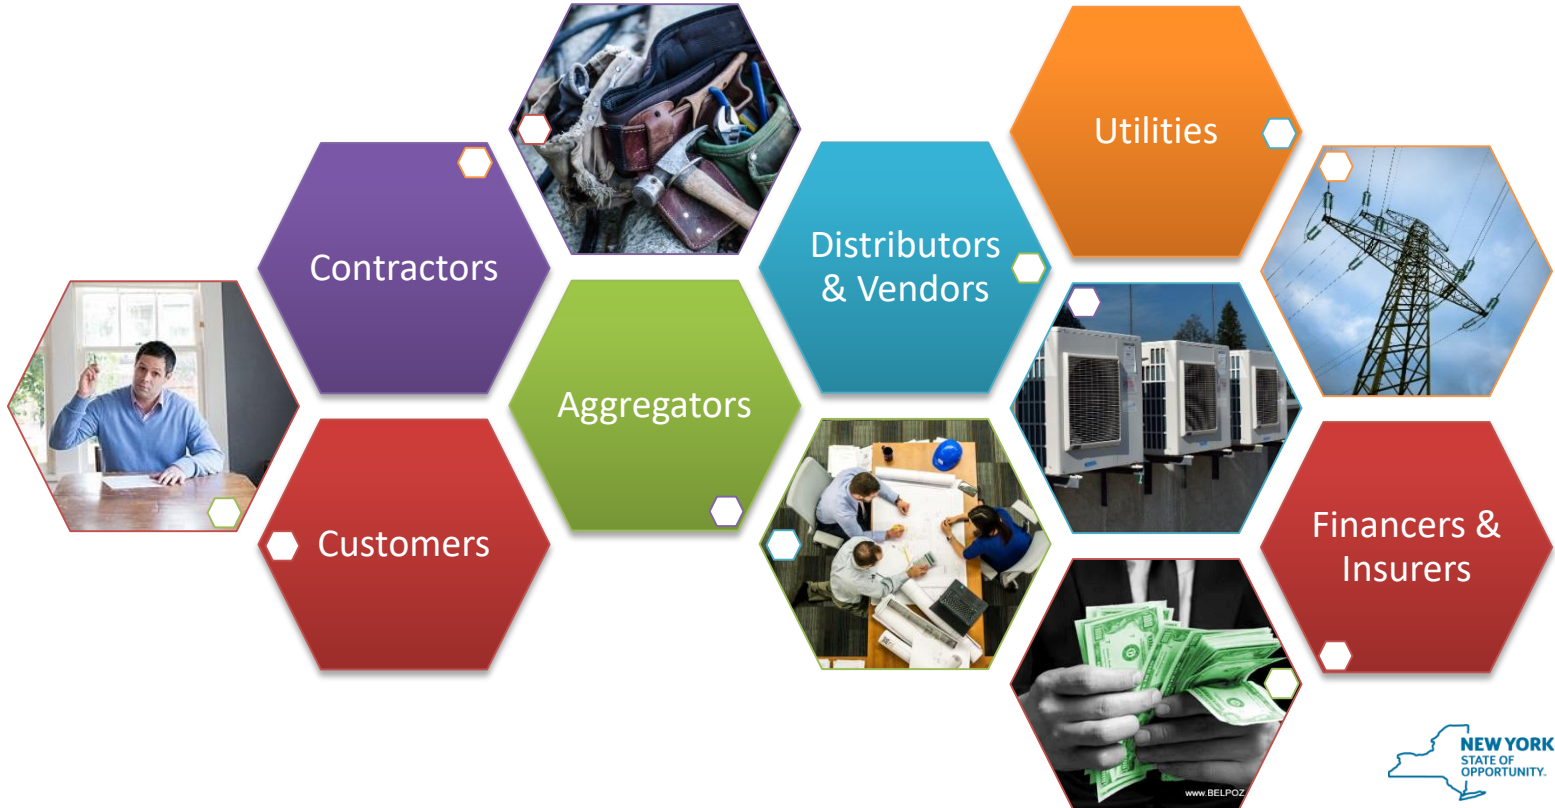 Utilities
Contractors
Distributors
& Vendors
Aggregators
Customers
Financers &
Insurers
www.BELPOZ
NEW YORK
STATE OF
OPPORTUNITY.